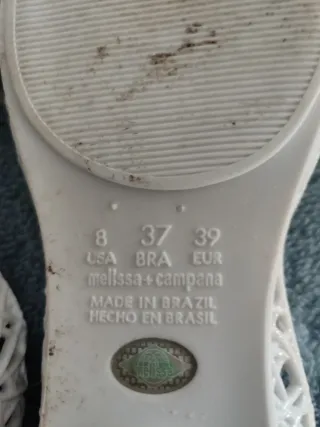 8 37 39
USA BRA EUR
melissa + campana
MADE IN BRAZIL
HECHO EN BRASIL